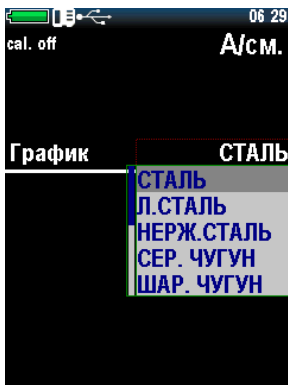 06 29
cal. off
А/см.
График
СТАЛЬ
СТАЛЬ
Л.СТАЛЬ
НЕРЖ.СТАЛЬ
СЕР. ЧУГУН
ШАР. ЧУГУН